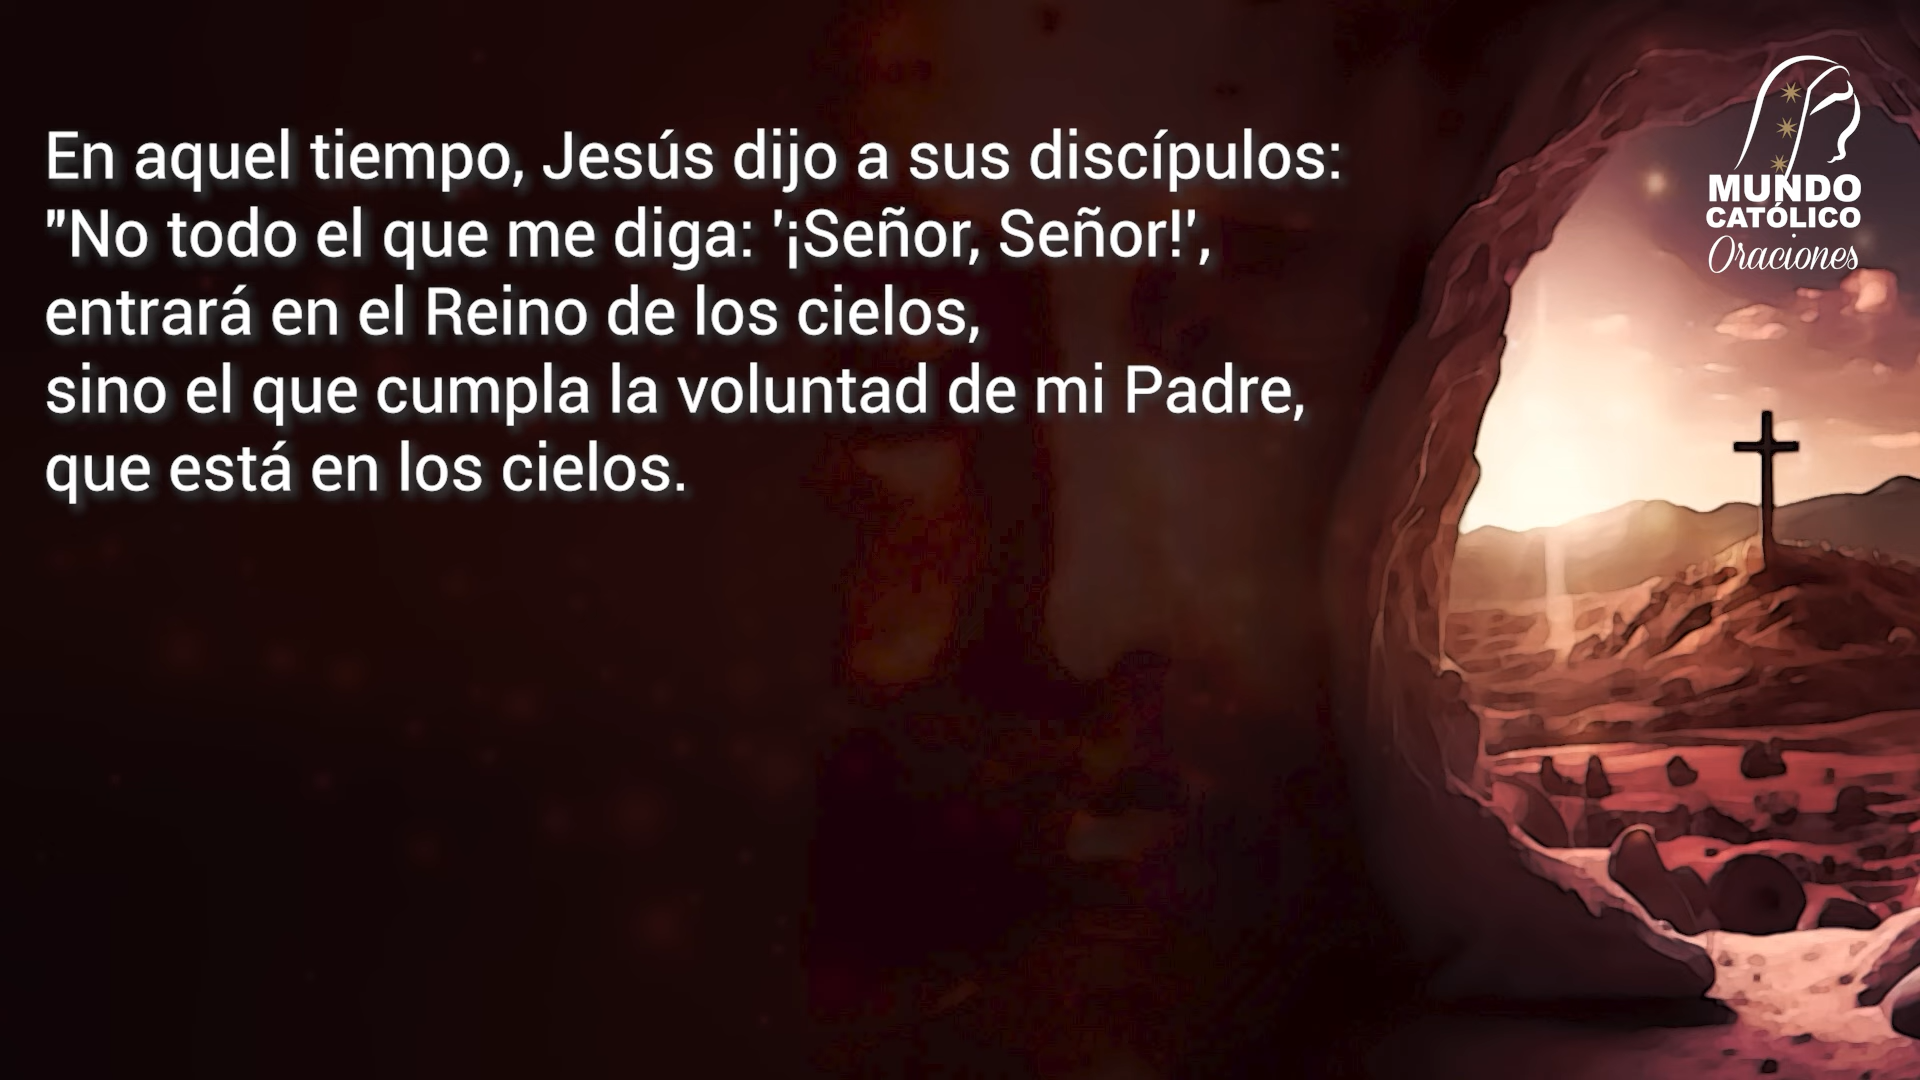 En aquel tiempo, Jesús dijo a sus discípulos:
"No todo el que me diga: '¡Señor, Señor!',
entrará en el Reino de los cielos,
sino el que cumpla la voluntad de mi Padre,
que está en los cielos.
MUNDO
CATÓLICO
Oraciones